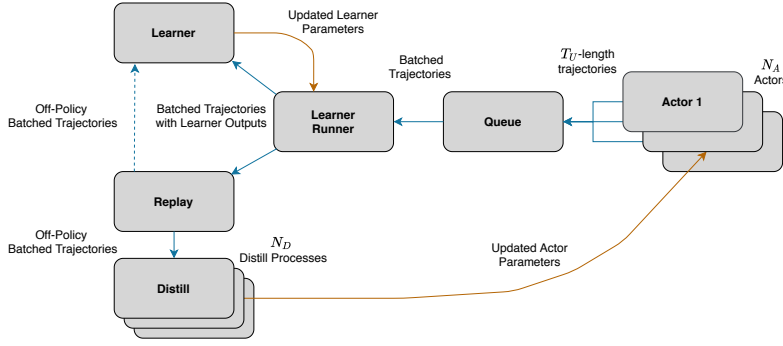 Learner
Updated Learner
Parameters
Off-Policy
Batched Trajectories
Batched Trajectories
with Learner Outputs
Learner
Runner
Batched
Trajectories
Queue
T_U-length
trajectories
N_A
Actors
Actor 1
Replay
Off-Policy
Batched Trajectories
N_D
Distill Processes
Distill
Updated Actor
Parameters